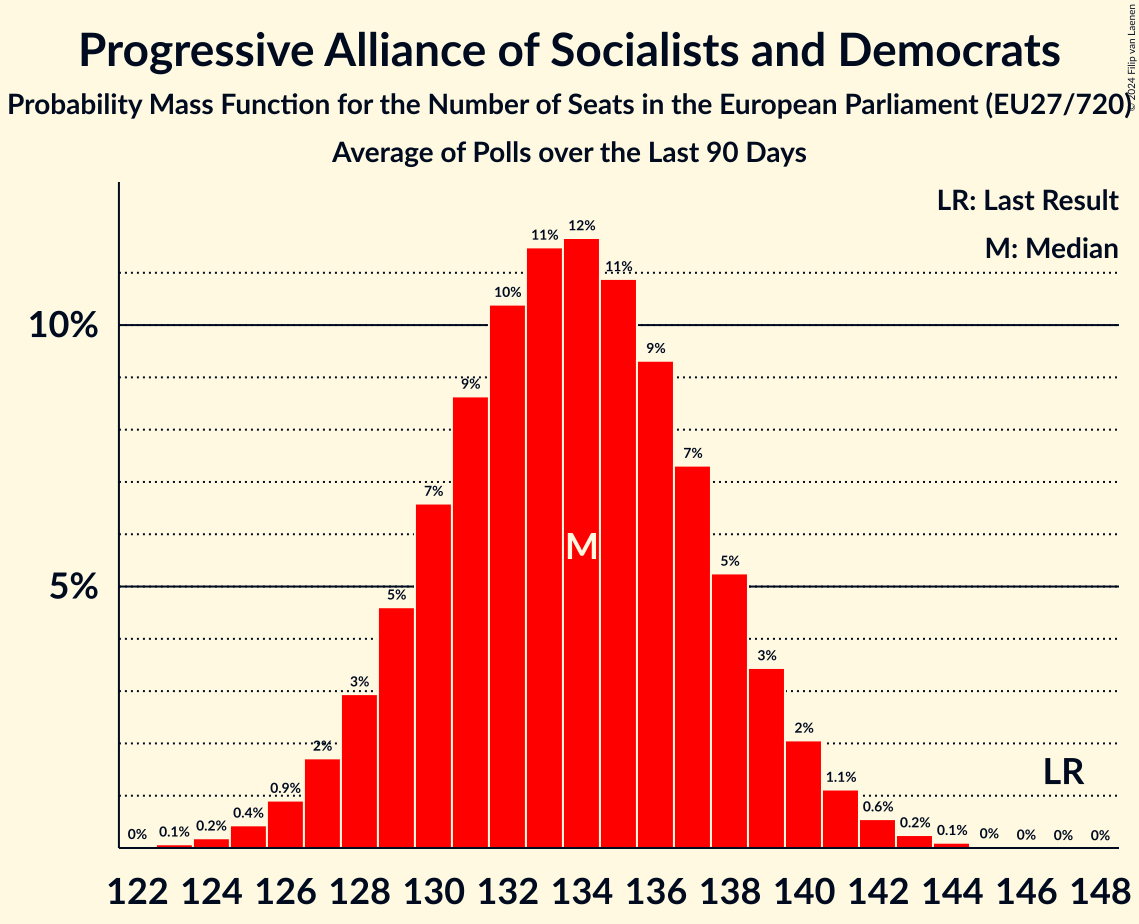 Progressive Alliance of Socialists and Democrats
Probability Mass Function for the Number of Seats in the European Parliament (EU27/720)
Average of Polls over the Last 90 Days
© 2024 Filip van Laenen
LR: Last Result
M: Median
10%
5%
0% 0.1% 0.2% 0.4% 0.9% 2% 3% 5% 7% 9% 10% 11% 12% 11% 9% 7% 5% 3% 2% 1.1% 0.6% 0.2% 0.1% 0% 0% 0% 0%
M
LR
122 124 126 128 130 132 134 136 138 140 142 144 146 148